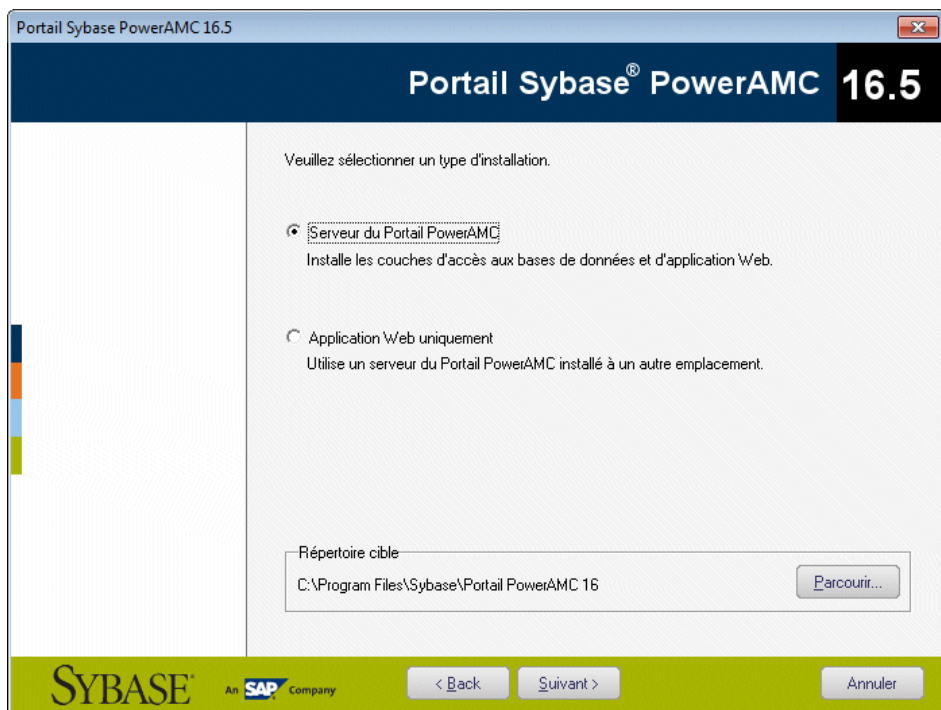 Portail Sybase PowerAMC 16.5
Portail Sybase® PowerAMC 16.5
Veuillez sélectionner un type d'installation.
Serveur du Portail PowerAMC
Installe les couches d'accès aux bases de données et d'application Web.
Application Web uniquement
Utilise un serveur du Portail PowerAMC installé à un autre emplacement.
Répertoire cible
C:\Program Files\Sybase\Portail PowerAMC 16
Parcourir...
SYBASE An SAP Company
< Back
Suivant >
Annuler